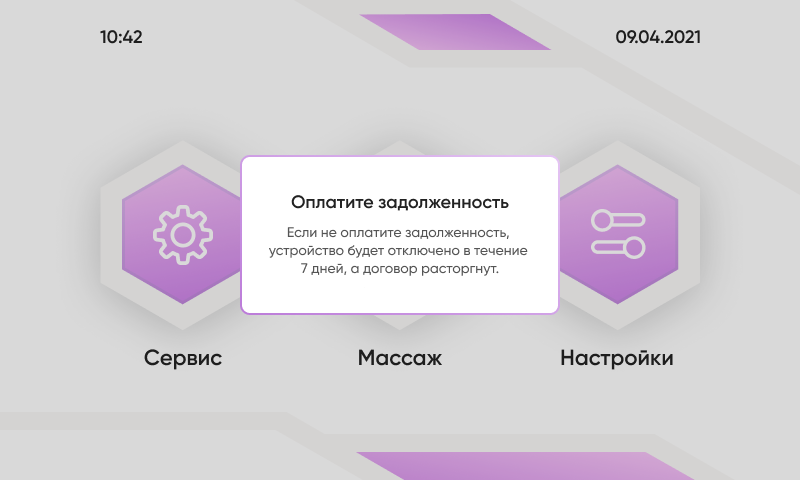 10:42
09.04.2021
Оплатите задолженность
Если не оплатите задолженность,
устройство будет отключено в течение
7 дней, а договор расторгнут.
Сервис
Массаж
Настройки